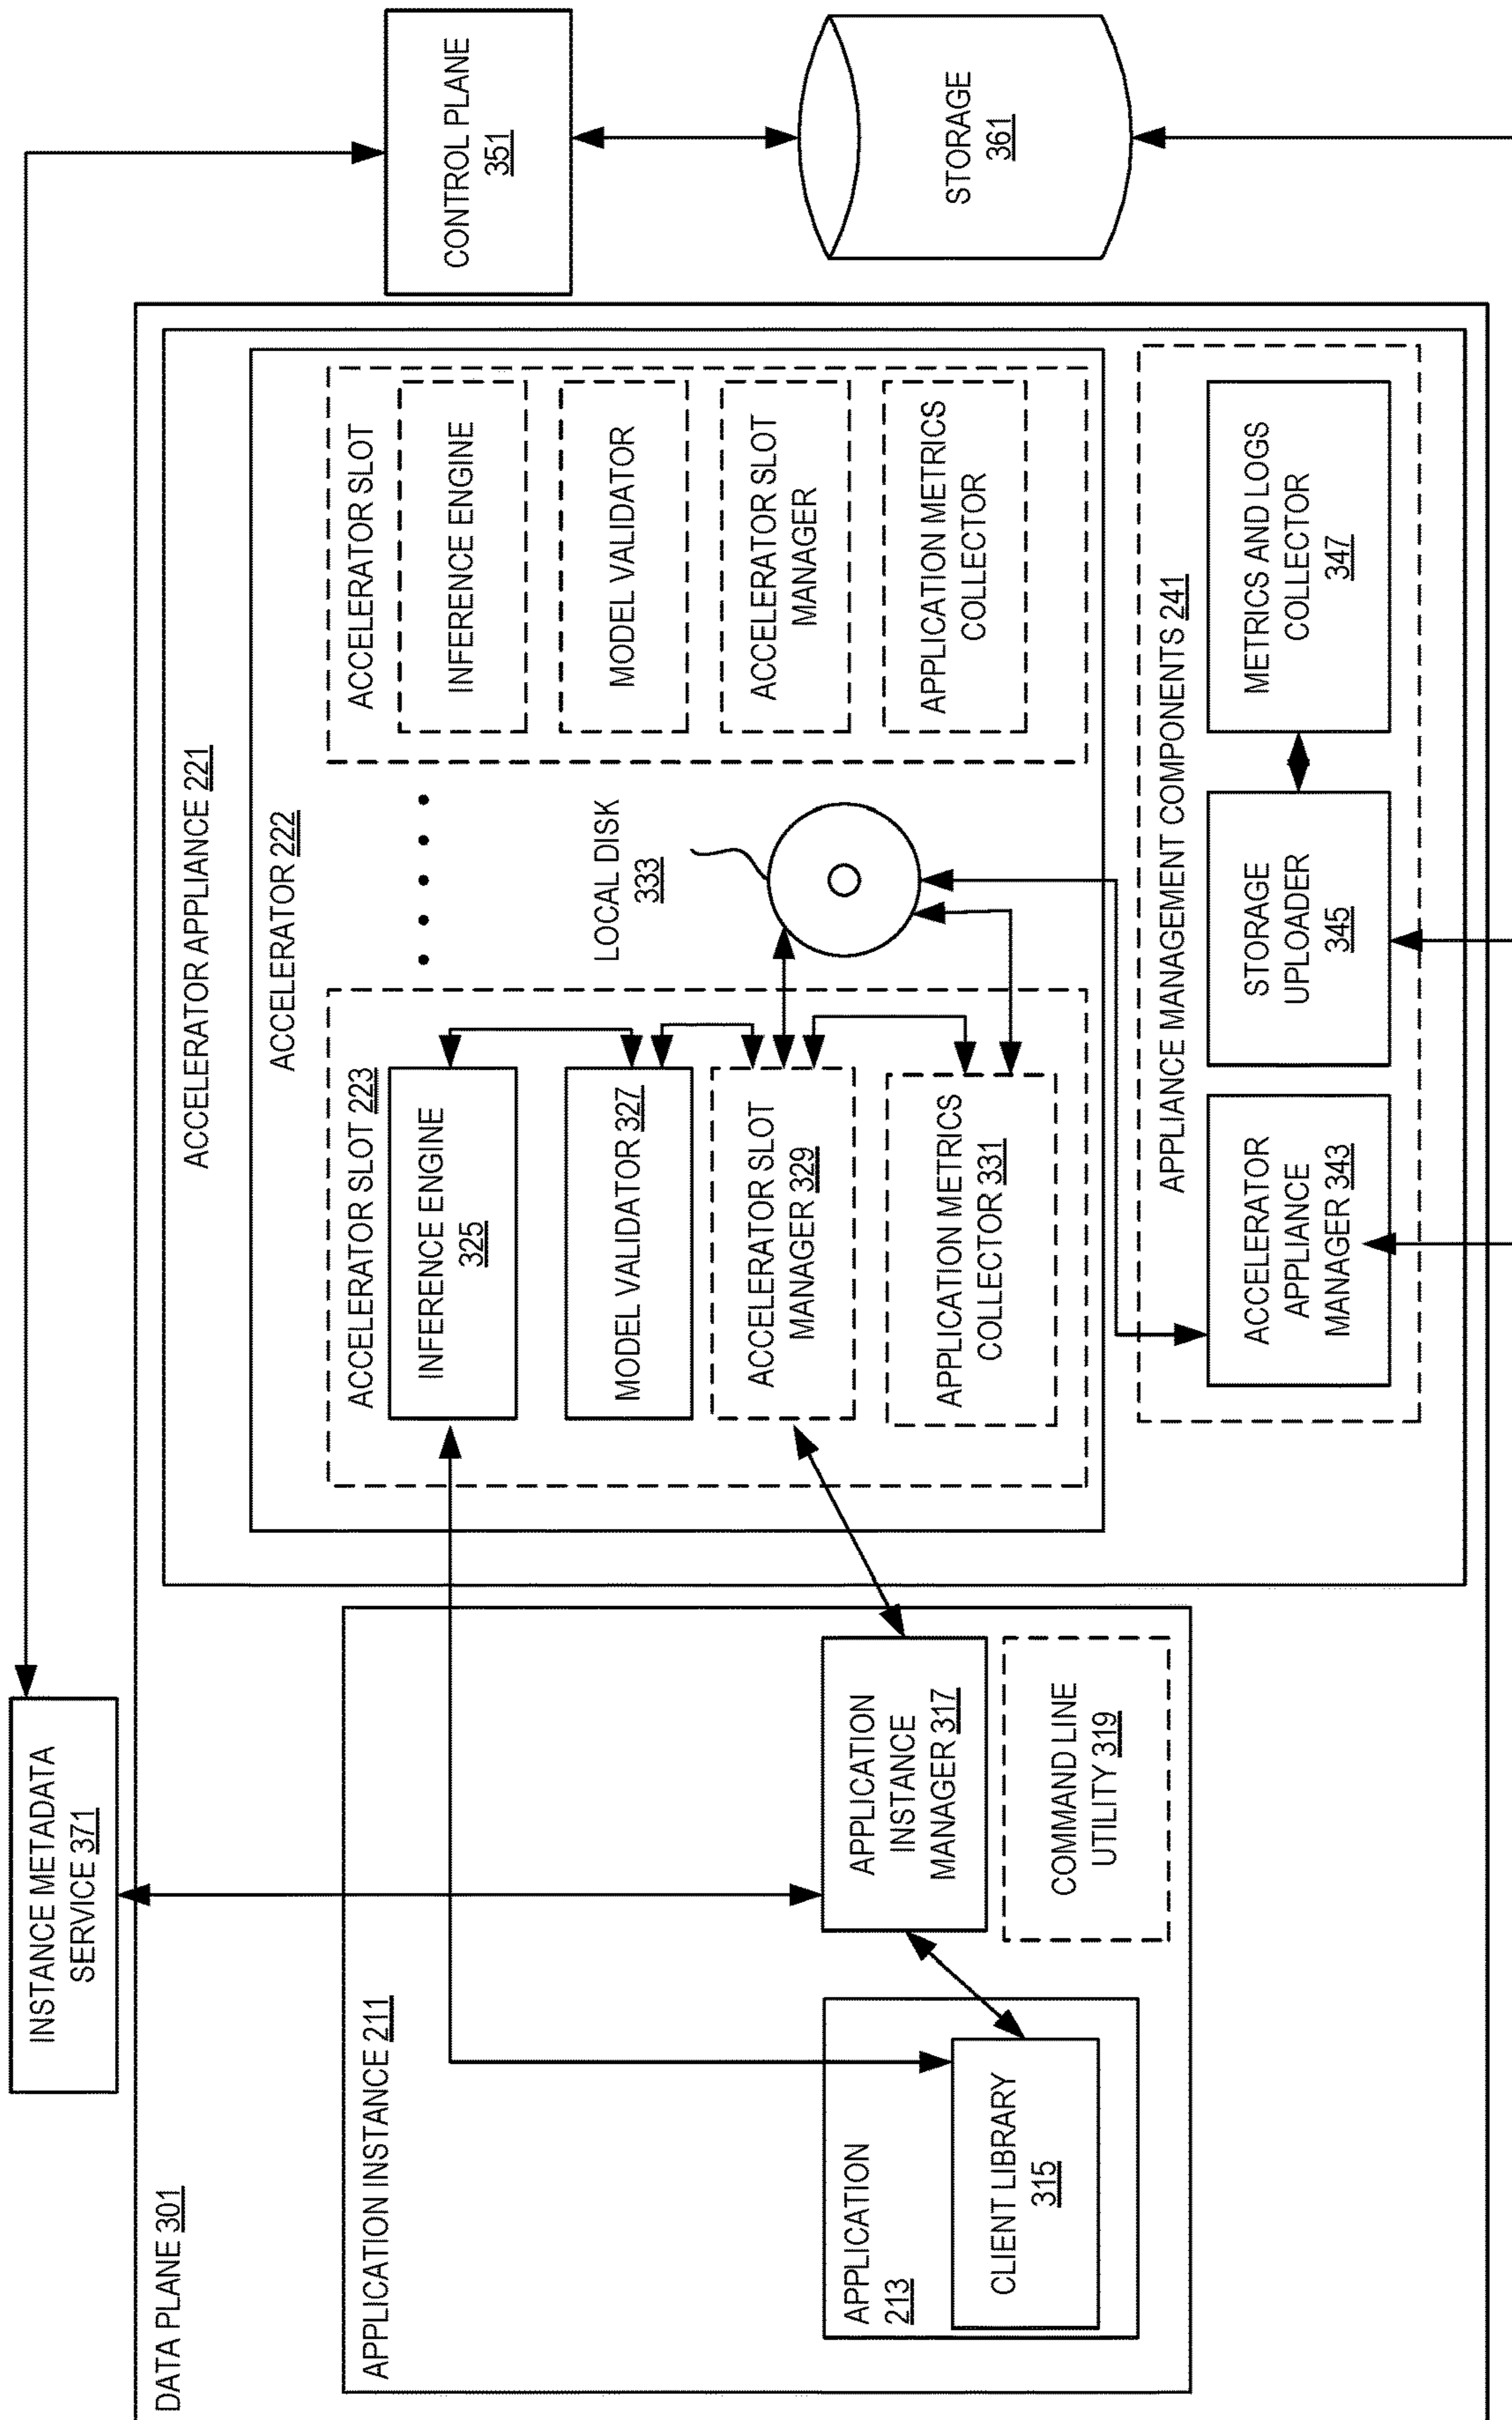 INSTANCE METADATA
SERVICE 371
CONTROL PLANE
351
STORAGE
361
DATA PLANE 301
APPLICATION INSTANCE 211
APPLICATION
213
CLIENT LIBRARY
315
APPLICATION
INSTANCE
MANAGER 317
COMMAND LINE
UTILITY 319
ACCELERATOR APPLIANCE 221
ACCELERATOR 222
ACCELERATOR SLOT 223
INFERENCE ENGINE
325
MODEL VALIDATOR 327
ACCELERATOR SLOT
MANAGER 329
APPLICATION METRICS
COLLECTOR 331
LOCAL DISK
333
ACCELERATOR SLOT
INFERENCE ENGINE
MODEL VALIDATOR
ACCELERATOR SLOT
MANAGER
APPLICATION METRICS
COLLECTOR
APPLIANCE MANAGEMENT COMPONENTS 241
ACCELERATOR
APPLIANCE
MANAGER 343
STORAGE
UPLOADER
345
METRICS AND LOGS
COLLECTOR
347